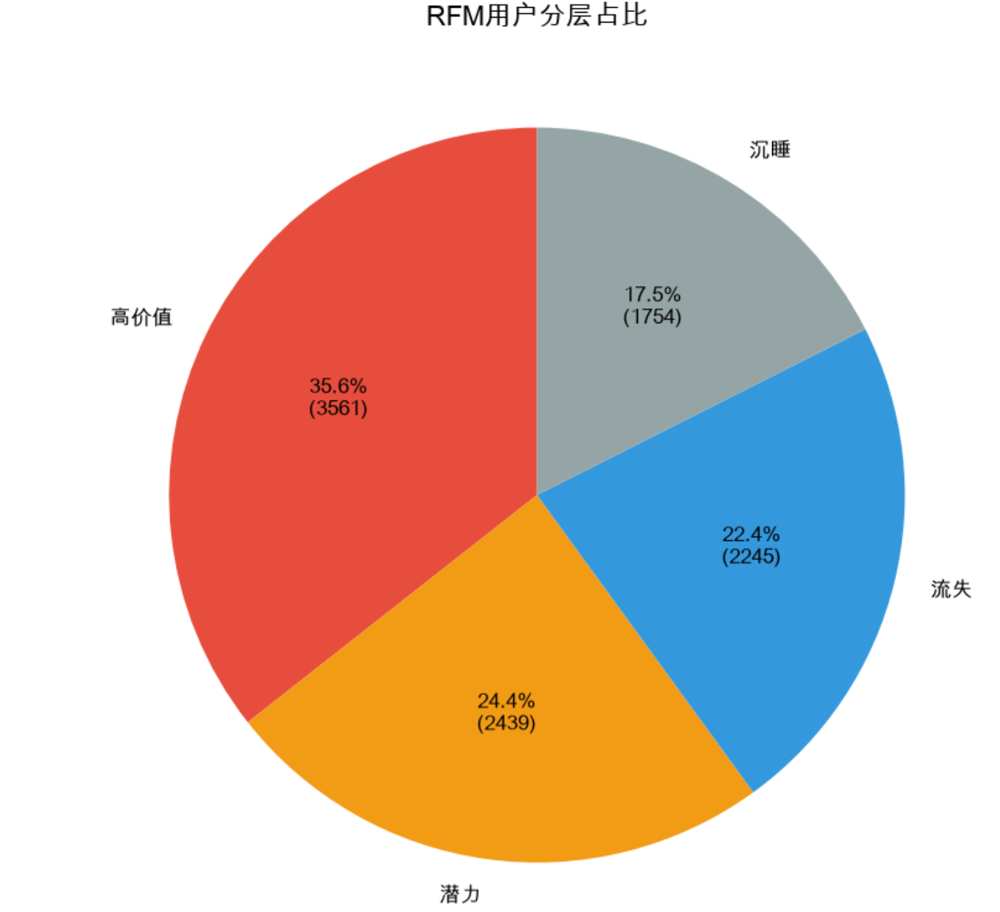 RFM用户分层占比
沉睡
17.5%
(1754)
高价值
35.6%
(3561)
22.4%
(2245)
流失
24.4%
(2439)
潜力